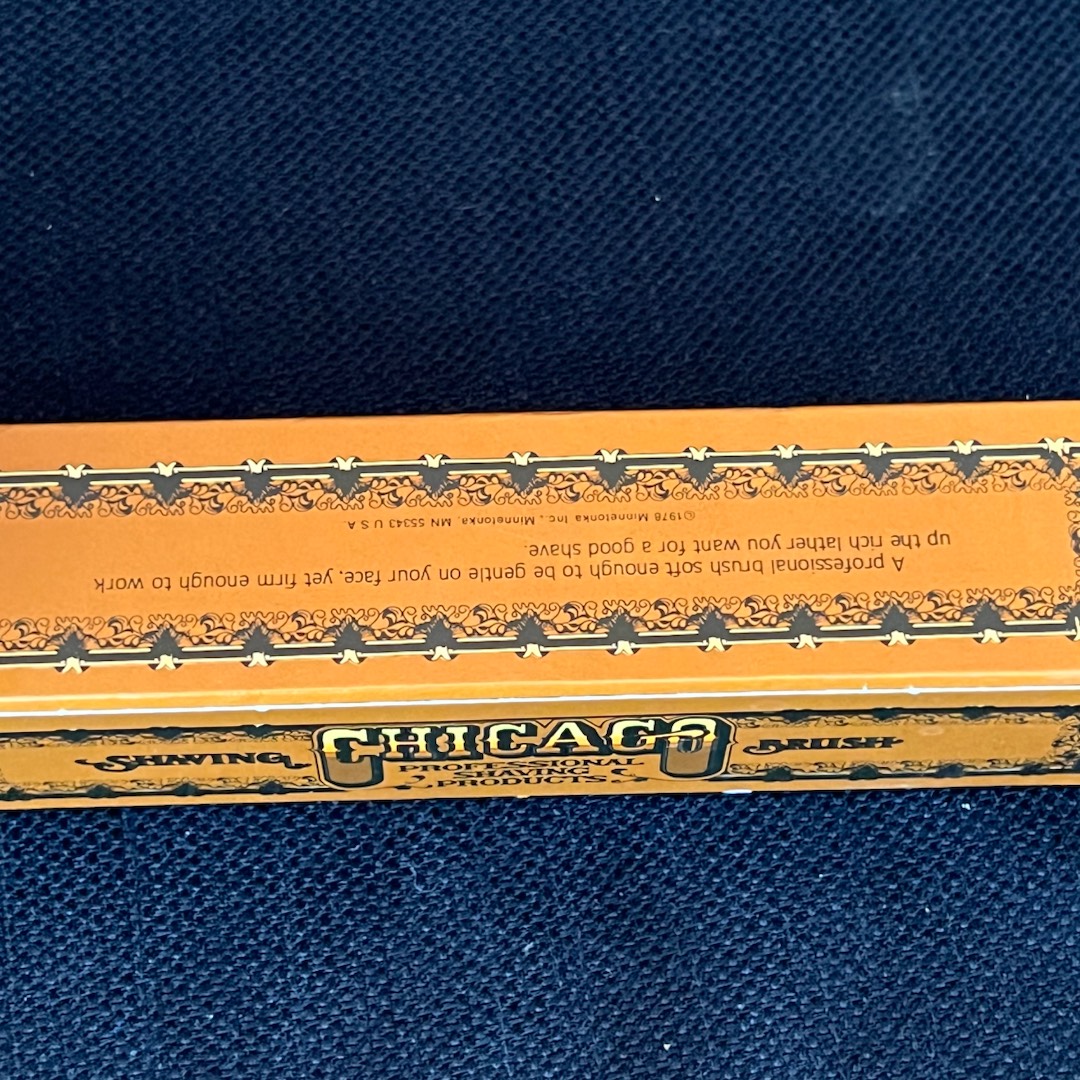 A professional brush soft enough to be gentle on your face, yet firm enough to work
up the rich lather you want for a good shave.
©1978 Minnetonka Inc., Minnetonka, MN 55343 U S A.
SHAVING
CHICAGO
PROFESSIONAL
SHAVING
PRODUCTS
BRUSH